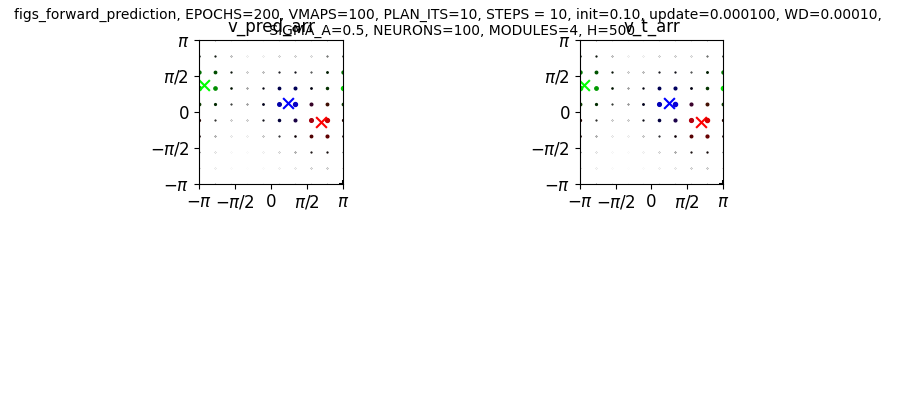 figs_forward_prediction, EPOCHS=200, VMAPS=100, PLAN_ITS=10, STEPS = 10, init=0.10, update=0.000100, WD=0.00010,
SIGMA_A=0.5, NEURONS=100, MODULES=4, H=500
v_pred_arr v_t_arr
π π
π/2 π/2
0 0
−π/2 −π/2
−π −π
−π −π/2 0 π/2 π −π −π/2 0 π/2 π